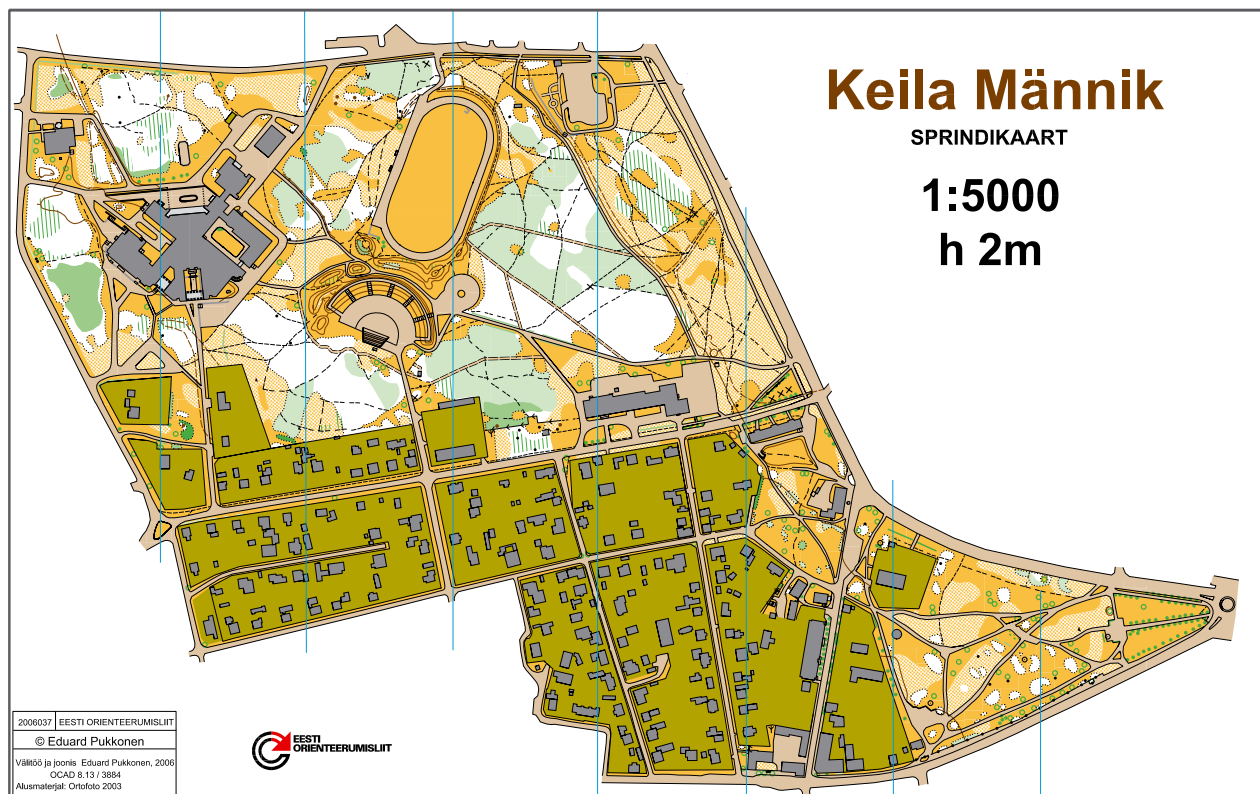 Keila Männik
SPRINDIKAART
1:5000
h 2m
2006037 EESTI ORIENTEERUMISLIIT
© Eduard Pukkonen
Välitöö ja joonis Eduard Pukkonen, 2006
OCAD 8.13 / 3884
Alusmaterjal: Ortofoto 2003
EESTI
ORIENTEERUMISLIIT